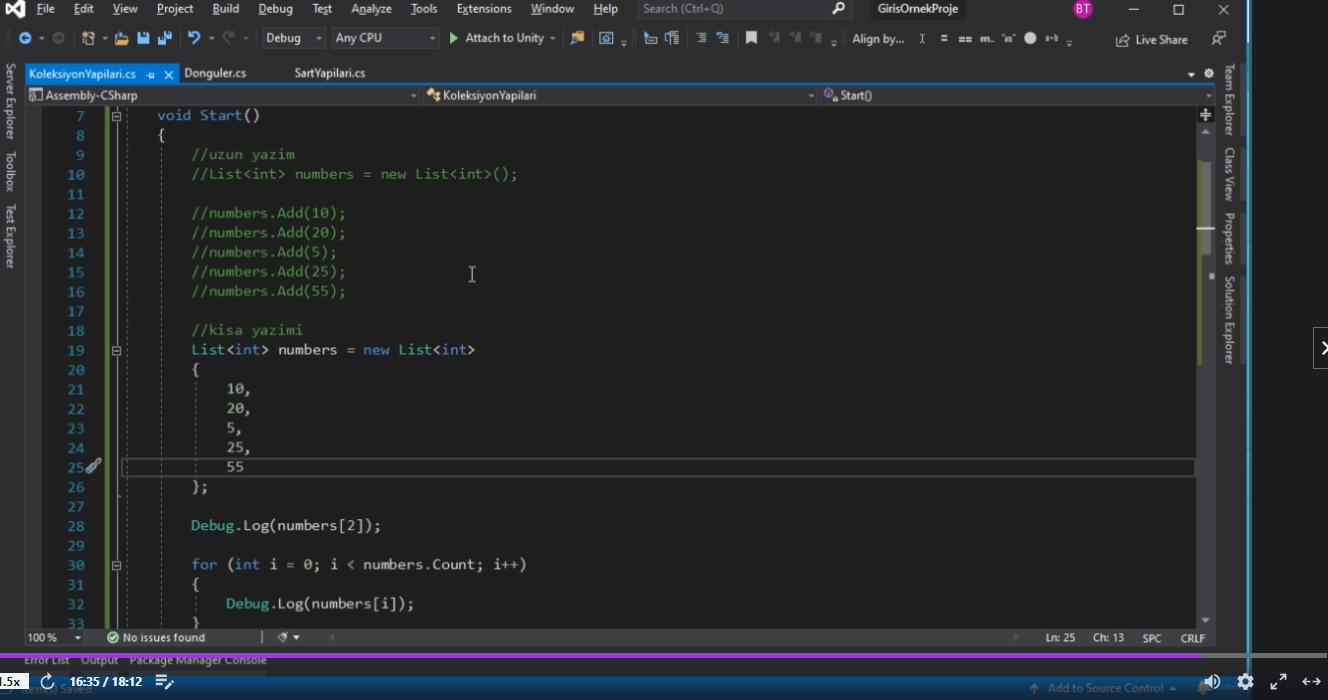 File Edit View Project Build Debug Test Analyze Tools Extensions Window Help Search (Ctrl+Q) GirisOrnekProje BT
Debug Any CPU Attach to Unity Align by... Live Share
KoleksiyonYapilari.cs Donguler.cs SartYapilari.cs
Assembly-CSharp KoleksiyonYapilari Start()
Server Explorer
Toolbox
Test Explorer
7 void Start()
8 {
9 //uzun yazim
10 //List<int> numbers = new List<int>();
11
12 //numbers.Add(10);
13 //numbers.Add(20);
14 //numbers.Add(5);
15 //numbers.Add(25);
16 //numbers.Add(55);
17
18 //kisa yazimi
19 List<int> numbers = new List<int>
20 {
21 10,
22 20,
23 5,
24 25,
25 55
26 };
27
28 Debug.Log(numbers[2]);
29
30 for (int i = 0; i < numbers.Count; i++)
31 {
32 Debug.Log(numbers[i]);
33 }
Team Explorer
Class View
Properties
Solution Explorer
100 % No issues found Ln: 25 Ch: 13 SPC CRLF
Error List Output Package Manager Console
1.5x 16:35 / 18:12
Saved Add to Source Control